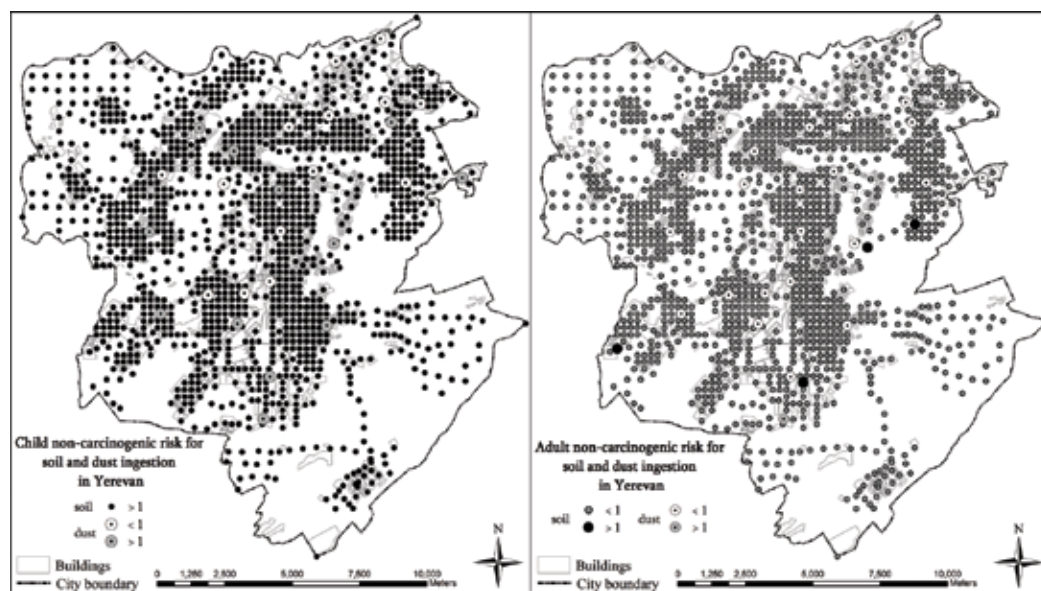 Child non-carcinogenic risk for
soil and dust ingestion
in Yerevan
soil > 1
< 1
dust
> 1
Buildings
City boundary
0 1,250 2,500 5,000 7,500 10,000
Meters
N
Adult non-carcinogenic risk for
soil and dust ingestion
in Yerevan
soil < 1 dust < 1
> 1 > 1
Buildings
City boundary
0 1,250 2,500 5,000 7,500 10,000
Meters
N